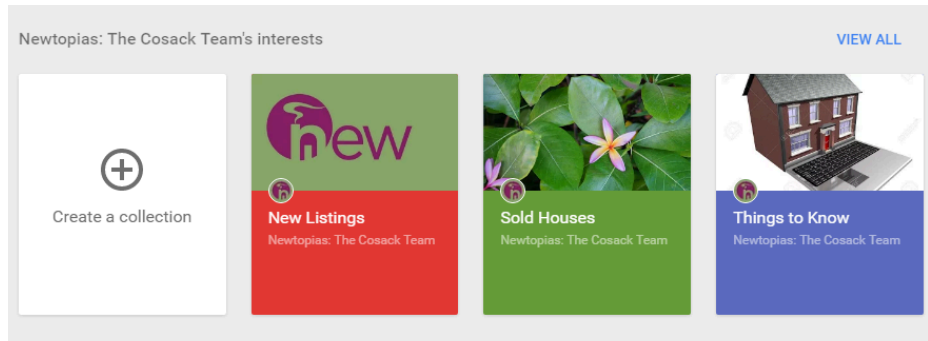 Newtopias: The Cosack Team's interests
VIEW ALL
Create a collection
new
New Listings
Newtopias: The Cosack Team
Sold Houses
Newtopias: The Cosack Team
Things to Know
Newtopias: The Cosack Team